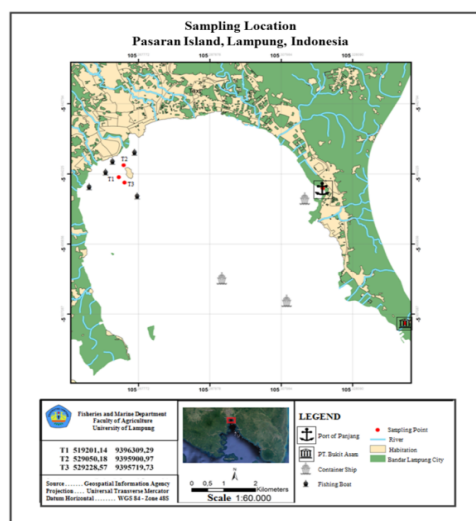 Sampling Location
Pasaran Island, Lampung, Indonesia
T2
T1
T3
Fisheries and Marine Department
Faculty of Agriculture
University of Lampung
T1 519201,14 9396309,29
T2 529050,18 9395900,97
T3 529228,57 9395719,73
Source . . . . . . . Geospatial Information Agency
Projection . . . . Universal Transverse Mercator
Datum Horizontal . . . . . . . . WGS 84 - Zone 48S
N
0 0,5 1 2 Kilometers
Scale 1:60.000
LEGEND
Port of Panjang
PT. Bukit Asam
Container Ship
Fishing Boat
Sampling Point
River
Habitation
Bandar Lampung City